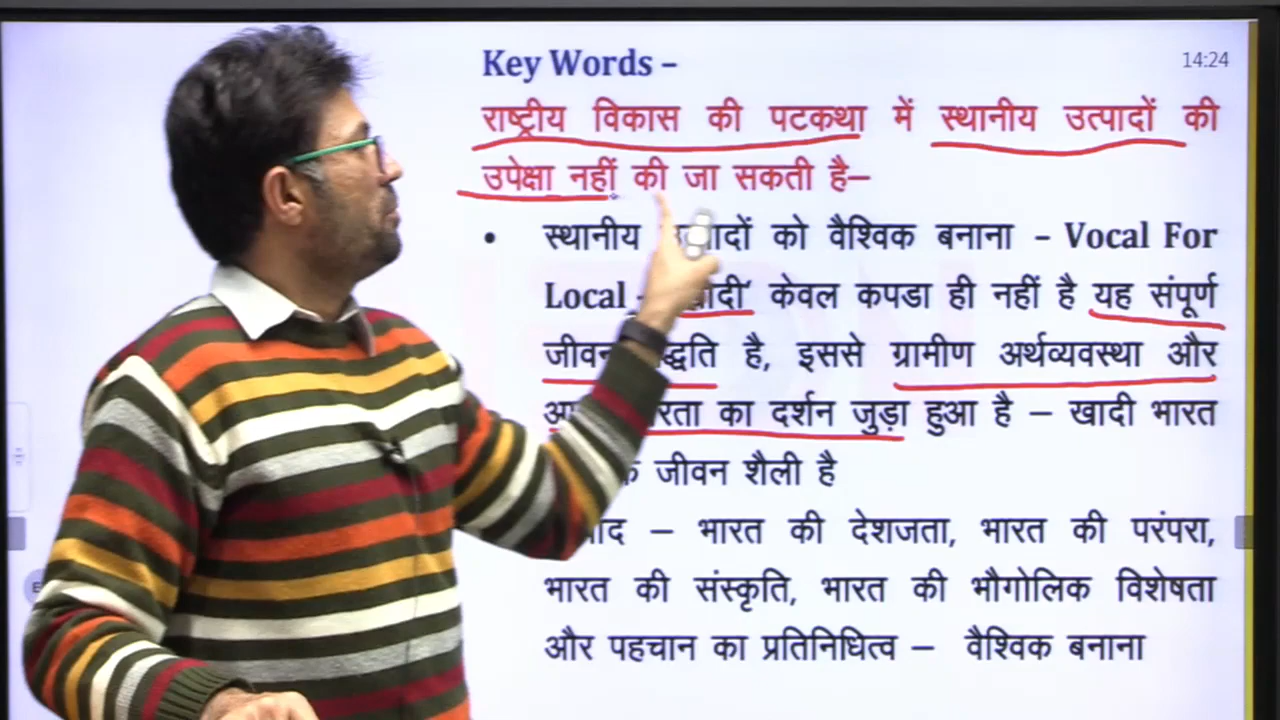 Key Words –
14:24
राष्ट्रीय विकास की पटकथा में स्थानीय उत्पादों की
उपेक्षा नहीं की जा सकती है–
• स्थानीय को वैश्विक बनाना – Vocal For
Local केवल कपडा ही नहीं है यह संपूर्ण
है, इससे ग्रामीण अर्थव्यवस्था और
का दर्शन जुड़ा हुआ है – खादी भारत
जीवन शैली है
– भारत की देशजता, भारत की परंपरा,
भारत की संस्कृति, भारत की भौगोलिक विशेषता
और पहचान का प्रतिनिधित्व – वैश्विक बनाना